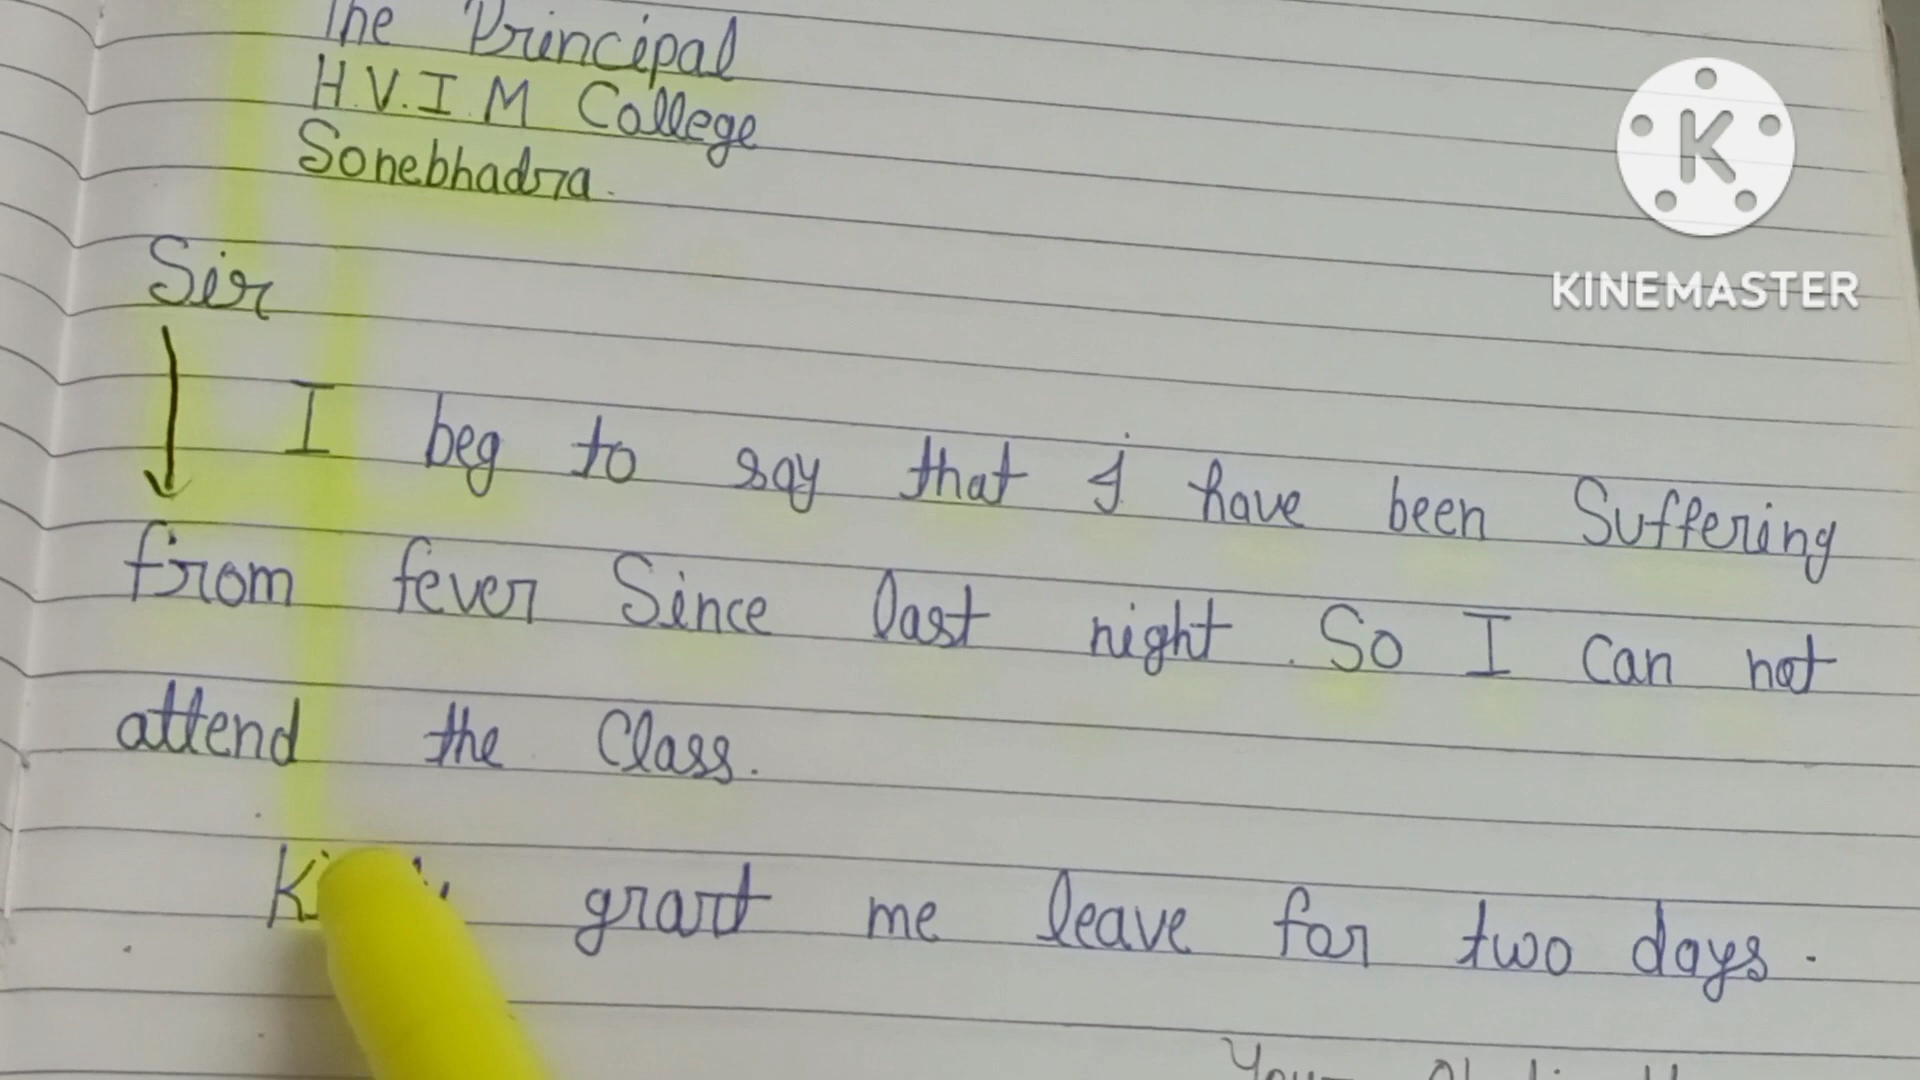 The Principal
H.V.I.M College
Sonebhadra.
Sir
I beg to say that I have been Suffering
from fever Since last night. So I Can not
attend the Class.
grant me leave for two days.
KINEMASTER